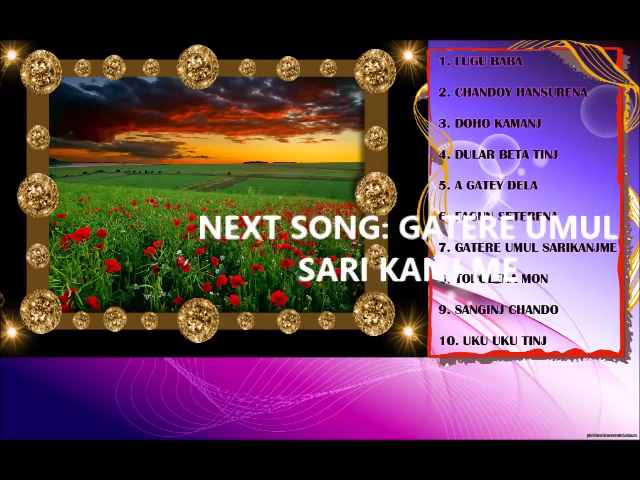 1. LUGU BABA
2. CHANDOY HANSURENA
3. DOHO KAMANJ
4. DULAR BETA TINJ
5. A GATEY DELA
6.
NEXT SONG: GATERE UMUL
7. GATERE UMUL SARIKANJME
SARI KANJ ME
MON
9. SANGINJ CHANDO
10. UKU UKU TINJ